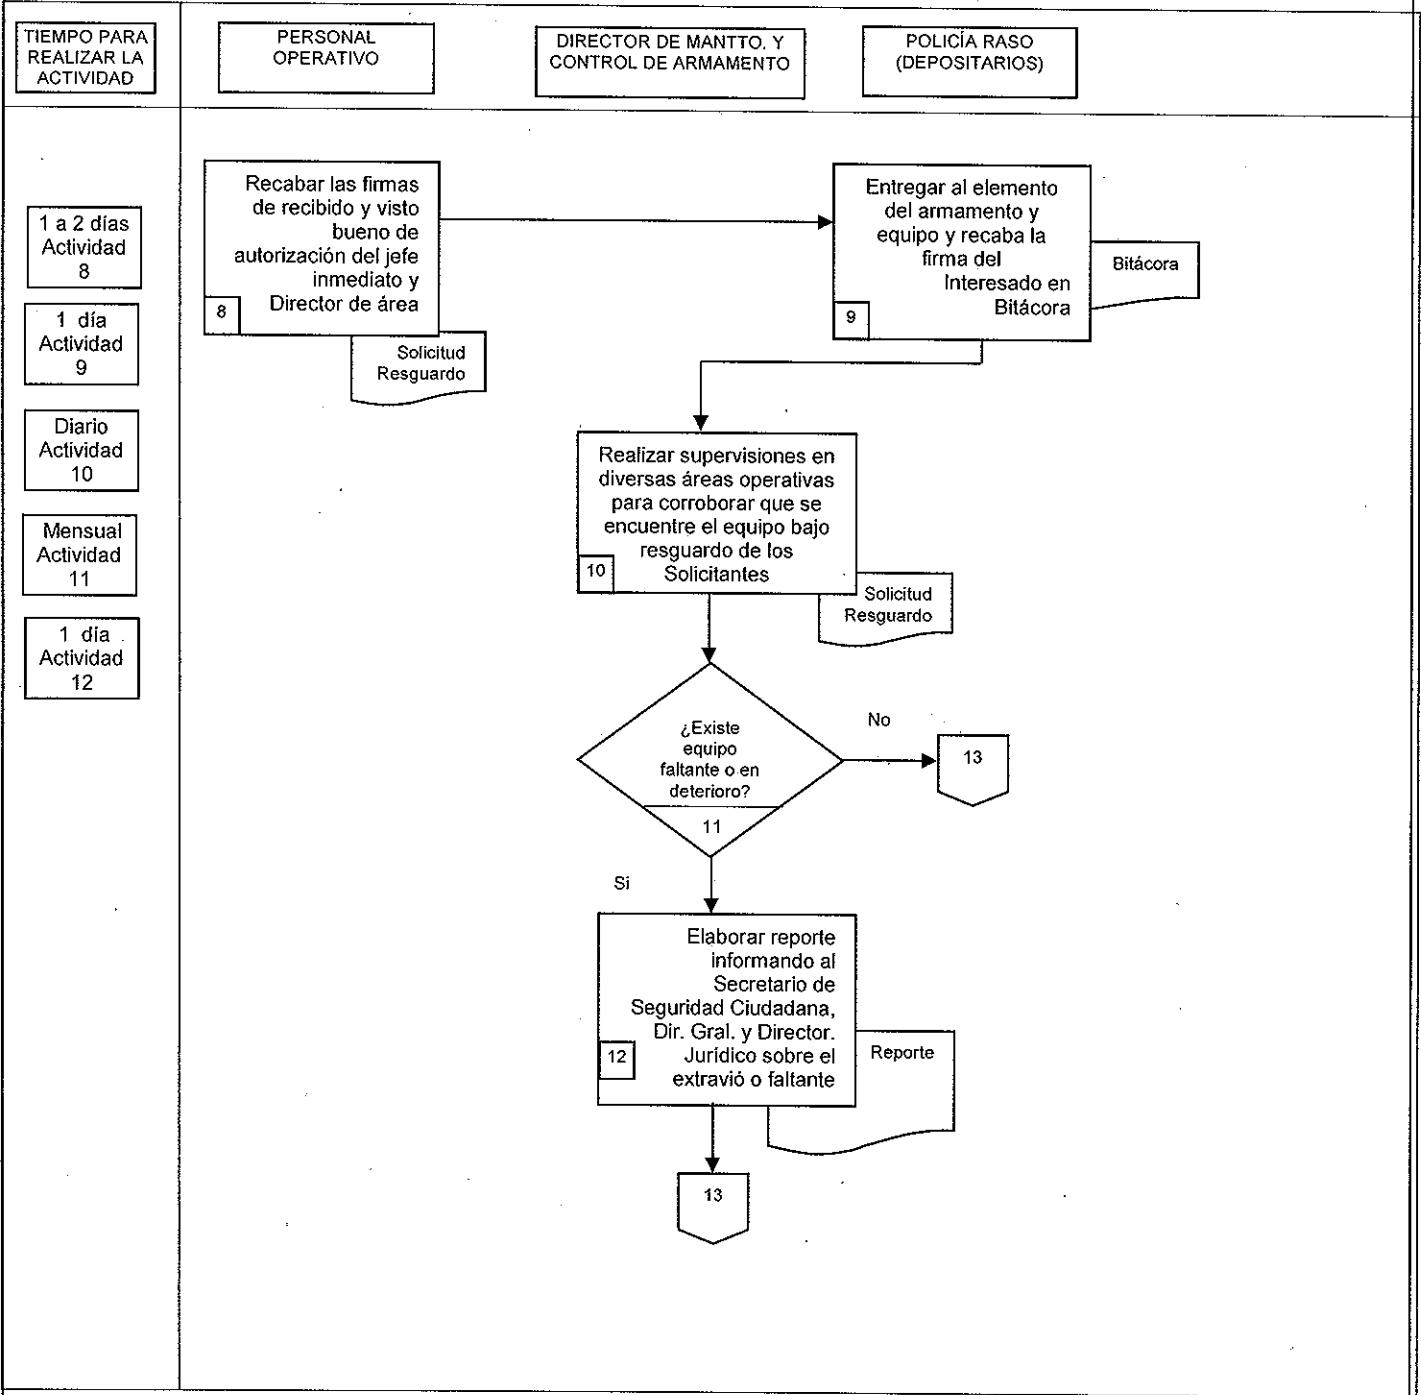 TIEMPO PARA
REALIZAR LA
ACTIVIDAD
PERSONAL
OPERATIVO
DIRECTOR DE MANTTO. Y
CONTROL DE ARMAMENTO
POLICÍA RASO
(DEPOSITARIOS)
1 a 2 días
Actividad
8
1 día
Actividad
9
Diario
Actividad
10
Mensual
Actividad
11
1 día
Actividad
12
Recabar las firmas
de recibido y visto
bueno de
autorización del jefe
inmediato y
Director de área
8
Solicitud
Resguardo
Entregar al elemento
del armamento y
equipo y recaba la
firma del
Interesado en
Bitácora
9
Bitácora
Realizar supervisiones en
diversas áreas operativas
para corroborar que se
encuentre el equipo bajo
resguardo de los
Solicitantes
10
Solicitud
Resguardo
¿Existe
equipo
faltante o en
deterioro?
11
No
13
Si
Elaborar reporte
informando al
Secretario de
Seguridad Ciudadana,
Dir. Gral. y Director.
Jurídico sobre el
extravió o faltante
12
Reporte
13